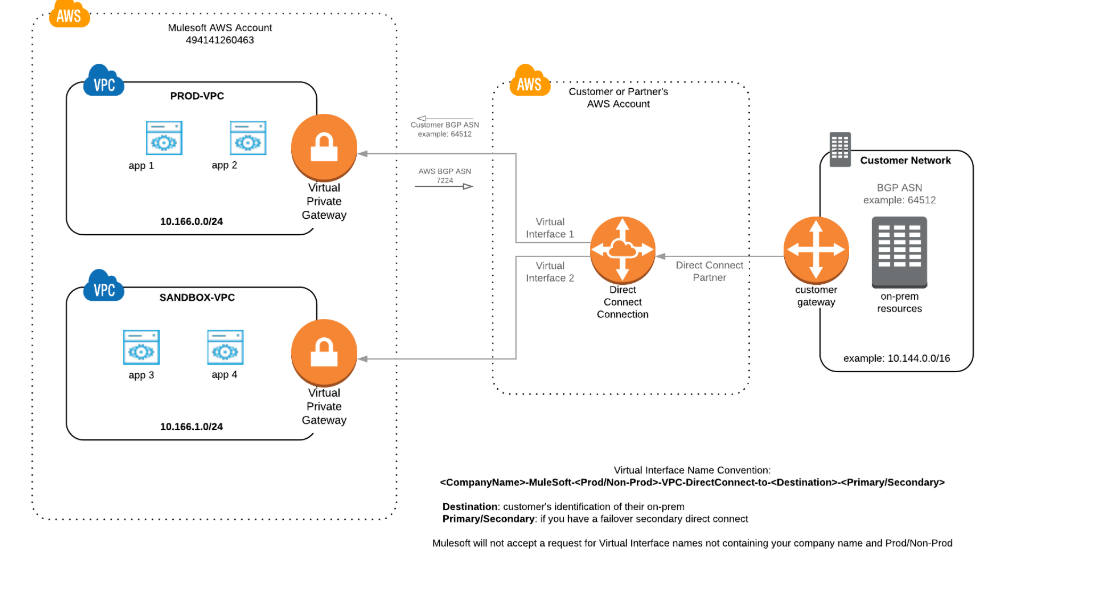 AWS
Mulesoft AWS Account
494141260463
VPC
PROD-VPC
app 1
app 2
Virtual
Private
Gateway
10.166.0.0/24
VPC
SANDBOX-VPC
app 3
app 4
Virtual
Private
Gateway
10.166.1.0/24
Customer BGP ASN
example: 64512
AWS BGP ASN
7224
AWS
Customer or Partner's
AWS Account
Virtual
Interface 1
Virtual
Interface 2
Direct
Connect
Connection
Direct Connect
Partner
Customer Network
BGP ASN
example: 64512
customer
gateway
on-prem
resources
example: 10.144.0.0/16
Virtual Interface Name Convention:
<CompanyName>-MuleSoft-<Prod/Non-Prod>-VPC-DirectConnect-to-<Destination>-<Primary/Secondary>
Destination: customer's identification of their on-prem
Primary/Secondary: if you have a failover secondary direct connect
Mulesoft will not accept a request for Virtual Interface names not containing your company name and Prod/Non-Prod